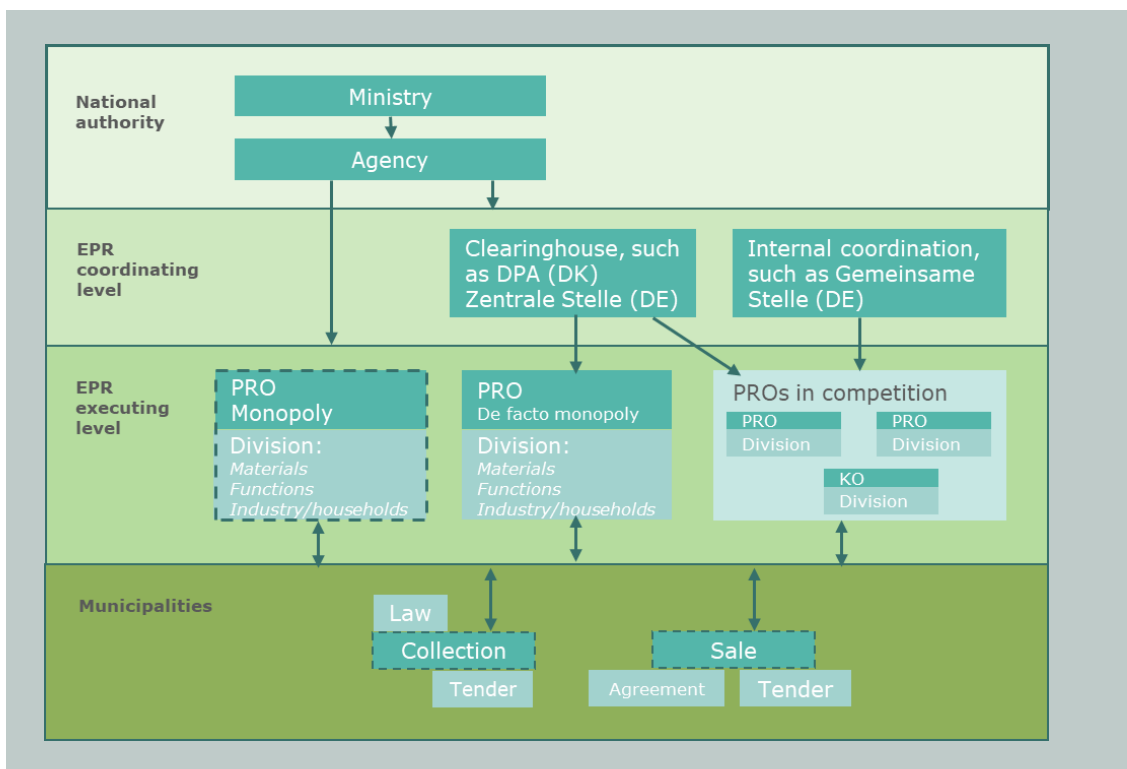 National
authority
Ministry
Agency
EPR
coordinating
level
Clearinghouse, such
as DPA (DK)
Zentrale Stelle (DE)
Internal coordination,
such as Gemeinsame
Stelle (DE)
EPR
executing
level
PRO
Monopoly
Division:
Materials
Functions
Industry/households
PRO
De facto monopoly
Division:
Materials
Functions
Industry/households
PROs in competition
PRO
Division
PRO
Division
KO
Division
Municipalities
Law
Collection
Tender
Sale
Agreement
Tender